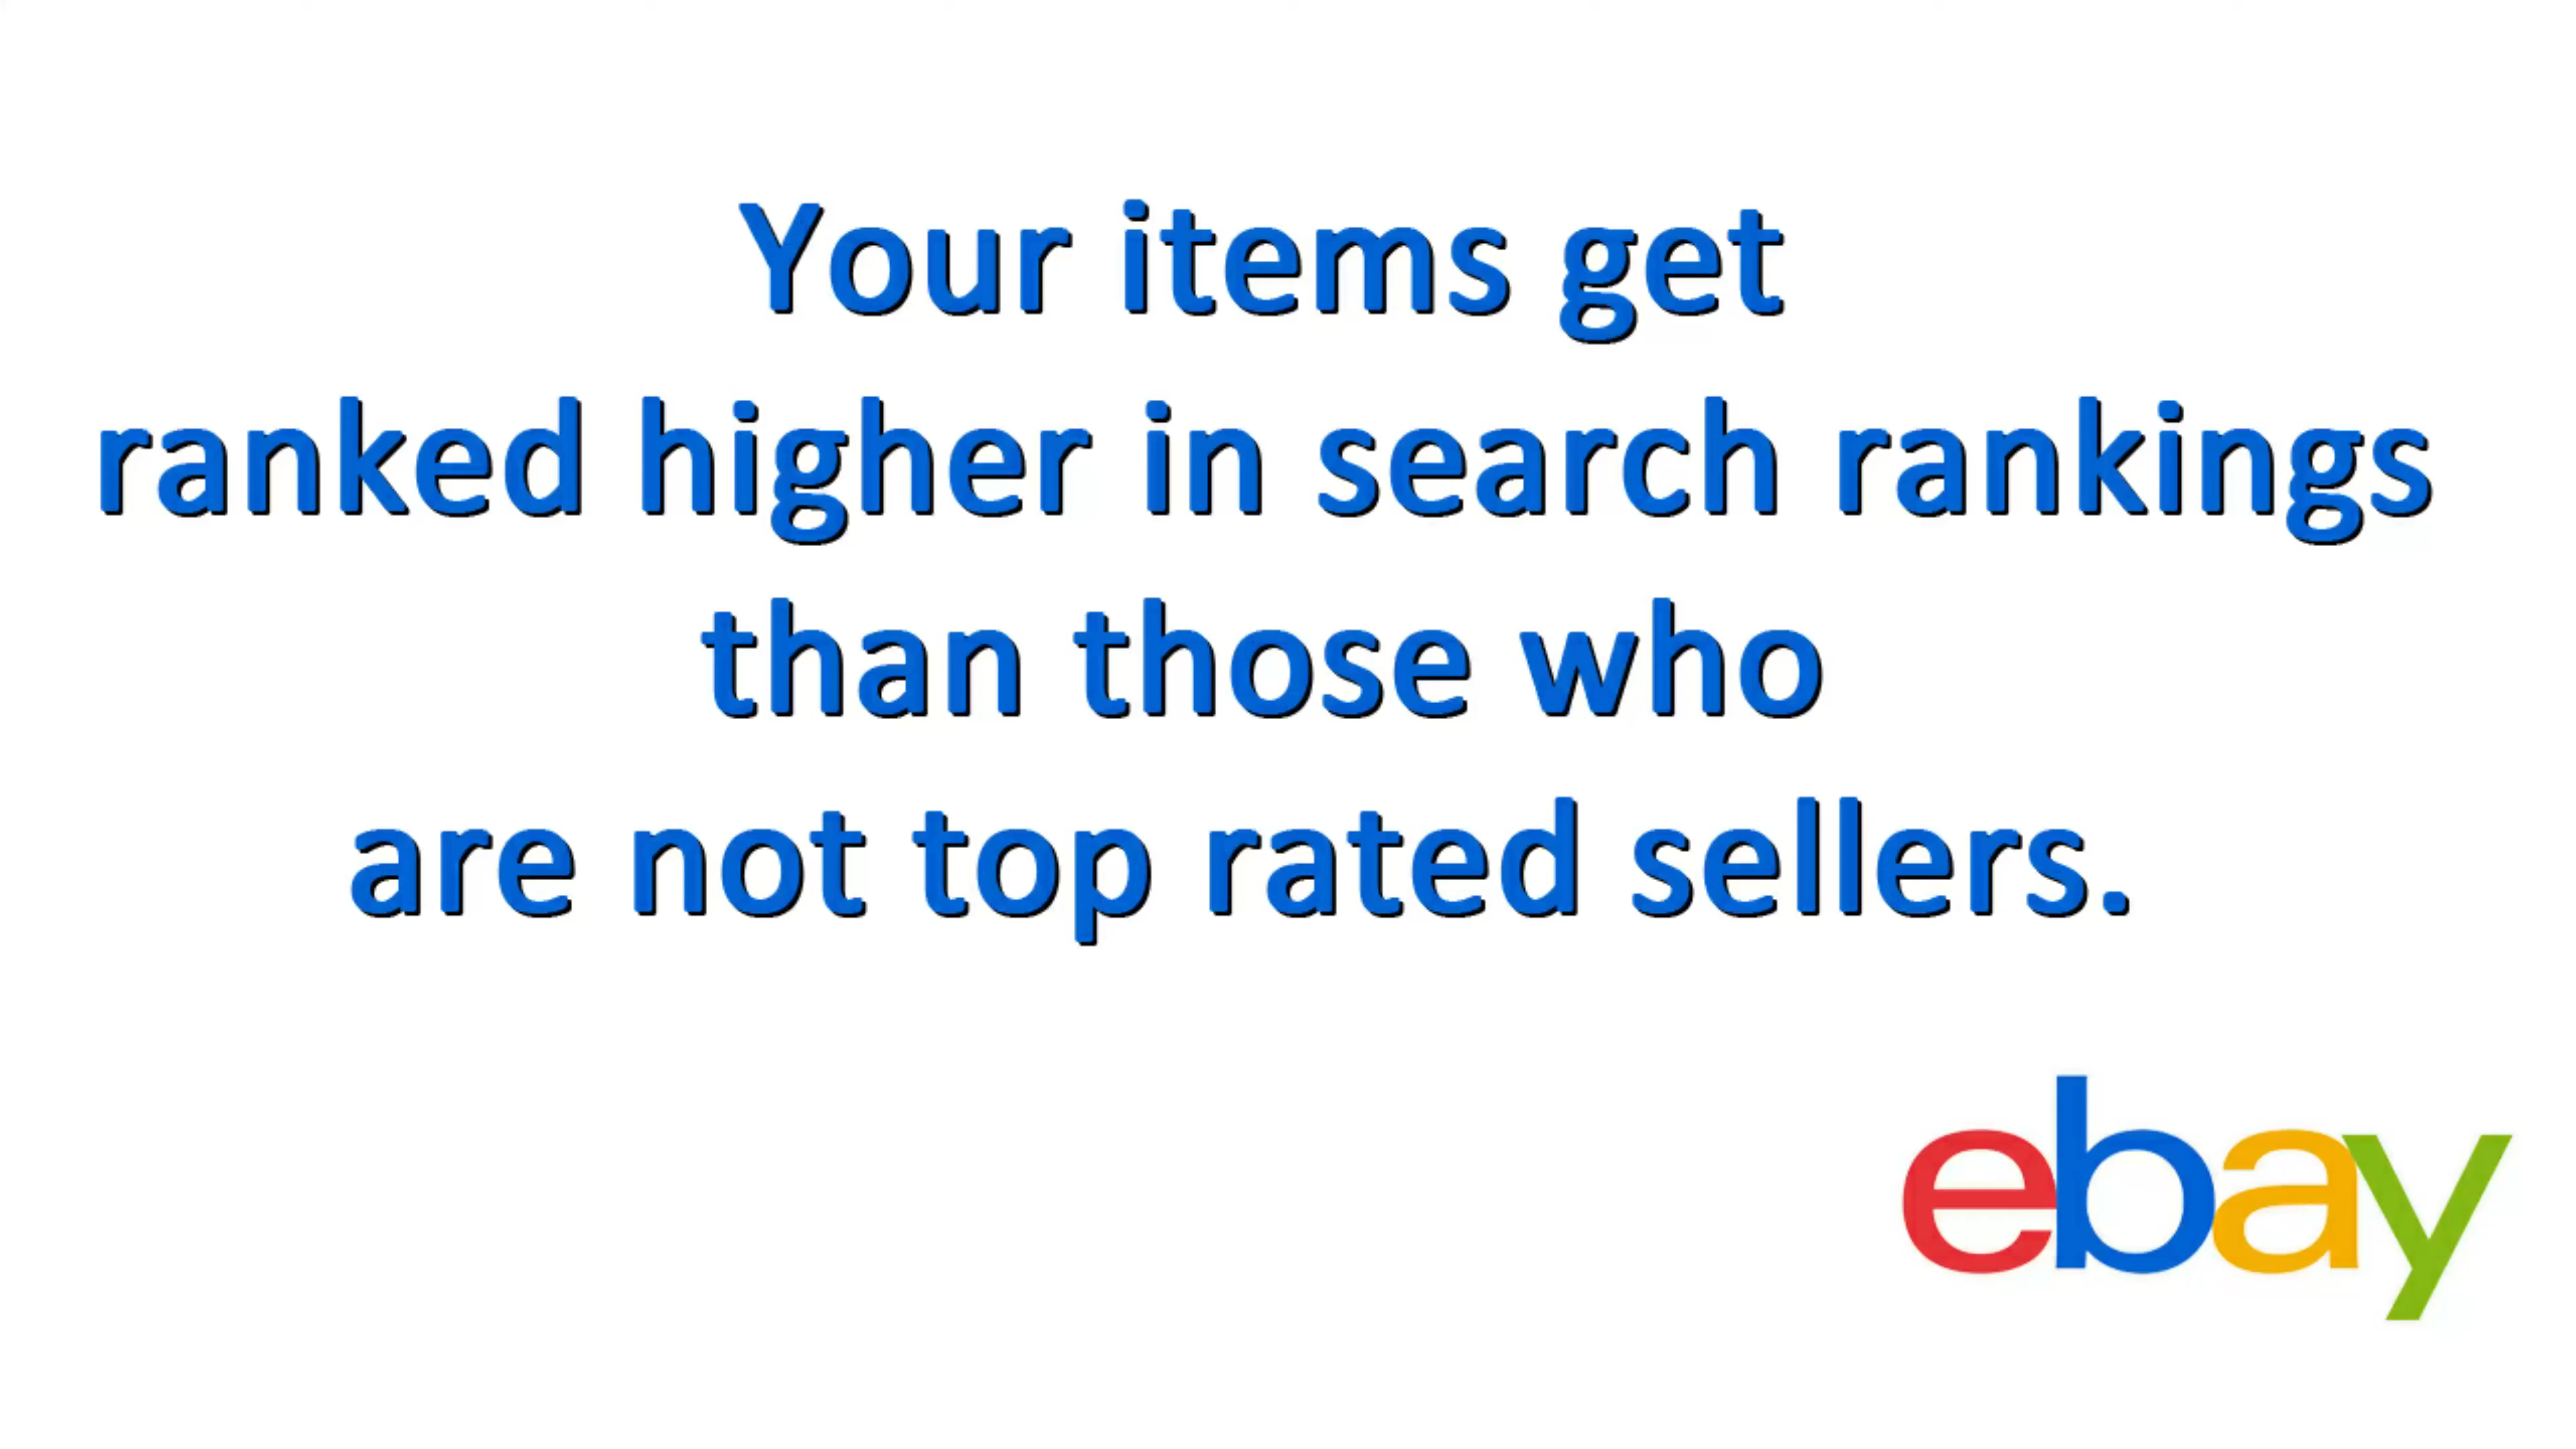 Your items get
ranked higher in search rankings
than those who
are not top rated sellers.
ebay